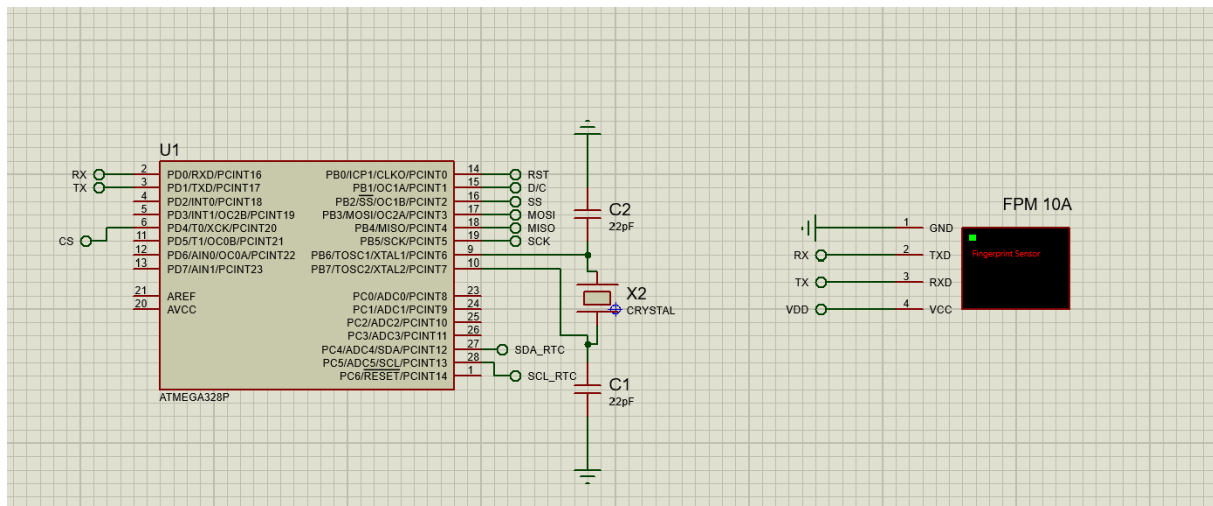 U1
RX
2
PD0/RXD/PCINT16
PB0/ICP1/CLKO/PCINT0
14
RST
TX
3
PD1/TXD/PCINT17
PB1/OC1A/PCINT1
15
D/C
4
PD2/INT0/PCINT18
PB2/SS/OC1B/PCINT2
16
SS
5
PD3/INT1/OC2B/PCINT19
PB3/MOSI/OC2A/PCINT3
17
MOSI
6
PD4/T0/XCK/PCINT20
PB4/MISO/PCINT4
18
MISO
CS
11
PD5/T1/OC0B/PCINT21
PB5/SCK/PCINT5
19
SCK
12
PD6/AIN0/OC0A/PCINT22
PB6/TOSC1/XTAL1/PCINT6
9
13
PD7/AIN1/PCINT23
PB7/TOSC2/XTAL2/PCINT7
10
21
AREF
PC0/ADC0/PCINT8
23
20
AVCC
PC1/ADC1/PCINT9
24
PC2/ADC2/PCINT10
25
PC3/ADC3/PCINT11
26
PC4/ADC4/SDA/PCINT12
27
SDA_RTC
PC5/ADC5/SCL/PCINT13
28
SCL_RTC
PC6/RESET/PCINT14
1
ATMEGA328P
C2
22pF
X2
CRYSTAL
C1
22pF
FPM 10A
1
GND
RX
2
TXD
Fingerprint Sensor
TX
3
RXD
VDD
4
VCC